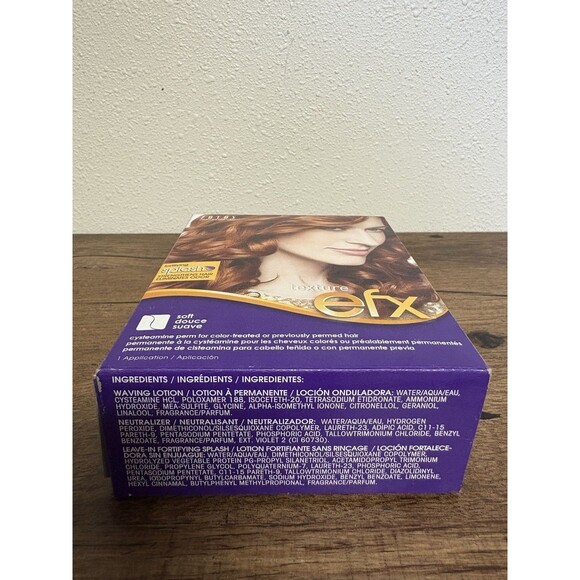 ZOTOS
texture
efx
STRENGTHENS HAIR
ELIMINATES ODOR
soft
douce
suave
cysteamine perm for color-treated or previously permed hair
permanente à la cystéamine pour les cheveux colorés ou préalablement permanentés
permanente de cisteamina para cabello teñido o con permanente previa
1 Application / Aplicación
INGREDIENTS / INGRÉDIENTS / INGREDIENTES:
WAVING LOTION / LOTION À PERMANENTE / LOCIÓN ONDULADORA: WATER/AQUA/EAU,
CYSTEAMINE HCL, POLOXAMER 188, ISOCETETH-20, TETRASODIUM ETIDRONATE, AMMONIUM
HYDROXIDE, MEA-SULFITE, GLYCINE, ALPHA-ISOMETHYL IONONE, CITRONELLOL, GERANIOL,
LINALOOL, FRAGRANCE/PARFUM.
NEUTRALIZER / NEUTRALISANT / NEUTRALIZADOR: WATER/AQUA/EAU, HYDROGEN
PEROXIDE, DIMETHICONOL/SILSESQUIOXANE COPOLYMER, LAURETH-23, ADIPIC ACID, C11-15
PARETH-9, PENTASODIUM PENTETATE, PHOSPHORIC ACID, TALLOWTRIMONIUM CHLORIDE, BENZYL
BENZOATE, FRAGRANCE/PARFUM, EXT. VIOLET 2 (CI 60730).
LEAVE-IN FORTIFYING SPLASH / LOTION FORTIFIANTE SANS RINÇAGE / LOCIÓN FORTALECE-
DORA SIN ENJUAGUE: WATER/AQUA/EAU, DIMETHICONOL/SILSESQUIOXANE COPOLYMER,
HYDROLYZED VEGETABLE PROTEIN PG-PROPYL SILANETRIOL, ACETAMIDOPROPYL TRIMONIUM
CHLORIDE, PROPYLENE GLYCOL, POLYQUATERNIUM-7, LAURETH-23, PHOSPHORIC ACID,
PENTASODIUM PENTETATE, C11-15 PARETH-9, TALLOWTRIMONIUM CHLORIDE, DIAZOLIDINYL
UREA, IODOPROPYNYL BUTYLCARBAMATE, SODIUM HYDROXIDE, BENZYL BENZOATE, LIMONENE,
HEXYL CINNAMAL, BUTYLPHENYL METHYLPROPIONAL, FRAGRANCE/PARFUM.